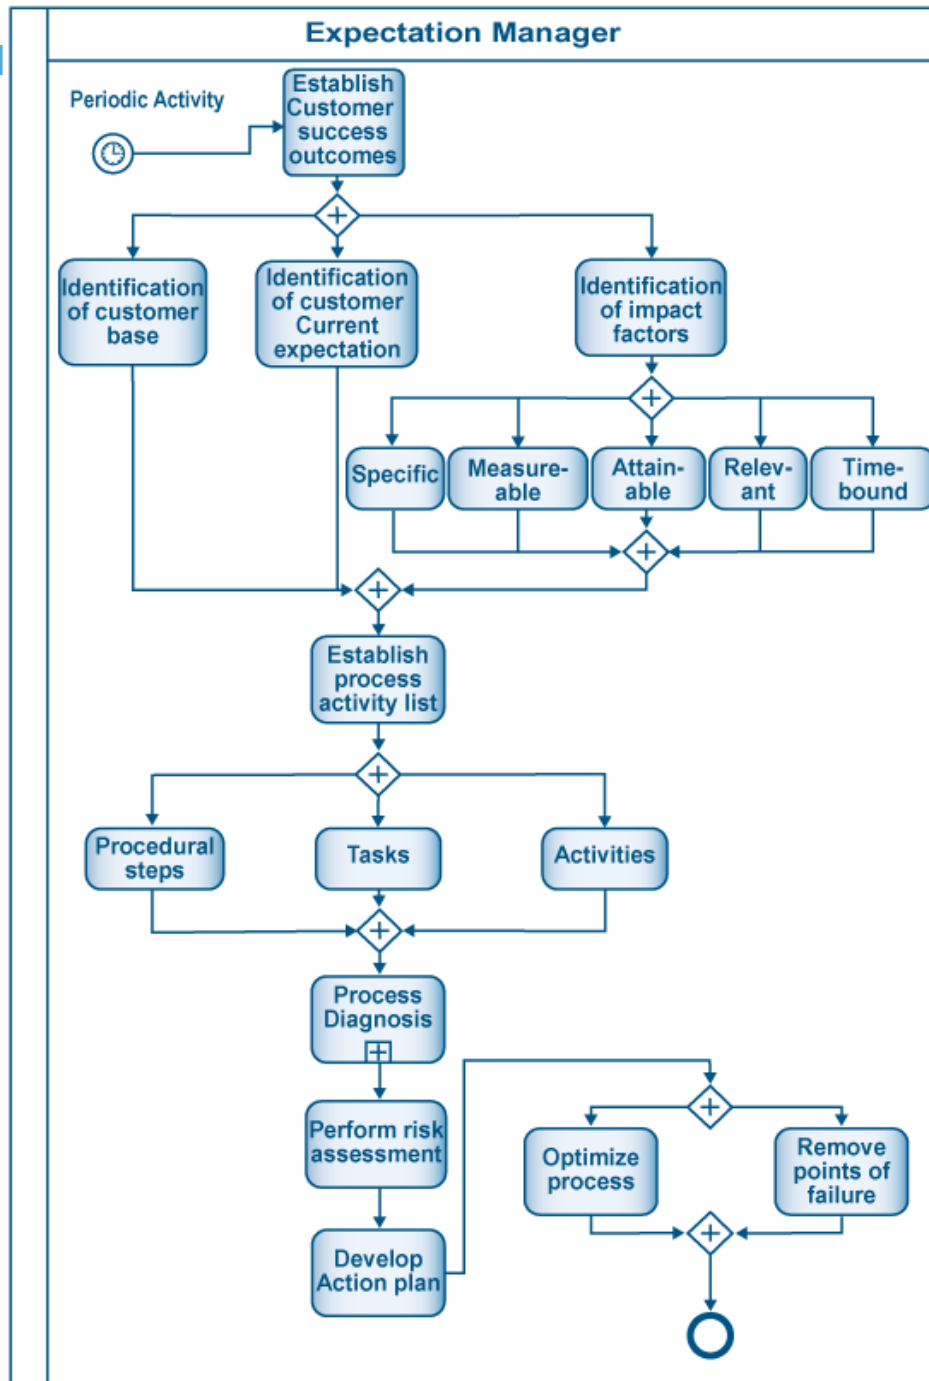 Expectation Manager
Periodic Activity
Establish
Customer
success
outcomes
Identification
of customer
base
Identification
of customer
Current
expectation
Identification
of impact
factors
Specific
Measure-
able
Attain-
able
Relev-
ant
Time-
bound
Establish
process
activity list
Procedural
steps
Tasks
Activities
Process
Diagnosis
Perform risk
assessment
Develop
Action plan
Optimize
process
Remove
points of
failure